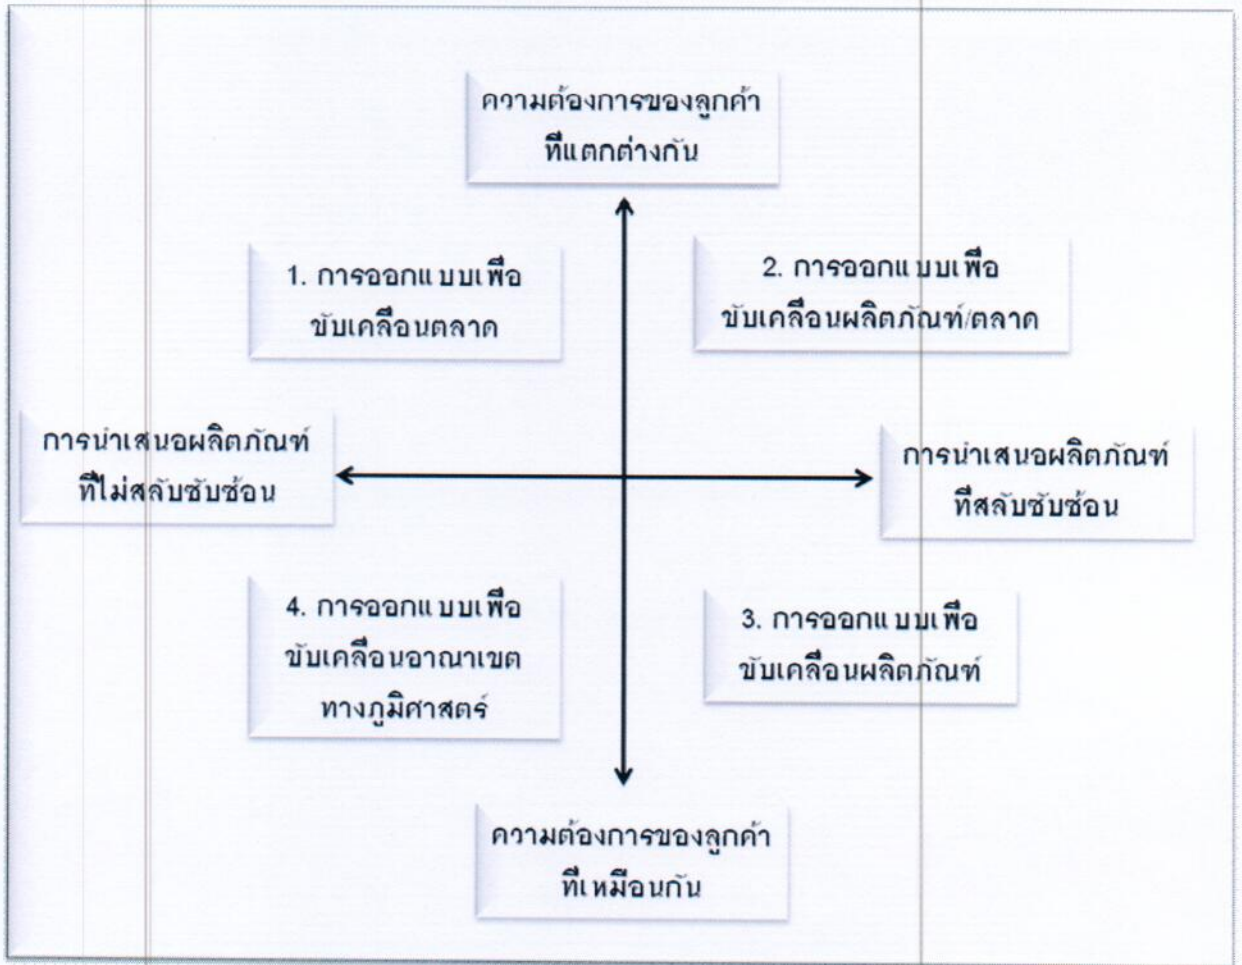 ความต้องการของลูกค้า
ที่แตกต่างกัน
1. การออกแบบเพื่อ
ขับเคลื่อนตลาด
2. การออกแบบเพื่อ
ขับเคลื่อนผลิตภัณฑ์/ตลาด
การนำเสนอผลิตภัณฑ์
ที่ไม่สลับซับซ้อน
การนำเสนอผลิตภัณฑ์
ที่สลับซับซ้อน
4. การออกแบบเพื่อ
ขับเคลื่อนอาณาเขต
ทางภูมิศาสตร์
3. การออกแบบเพื่อ
ขับเคลื่อนผลิตภัณฑ์
ความต้องการของลูกค้า
ที่เหมือนกัน